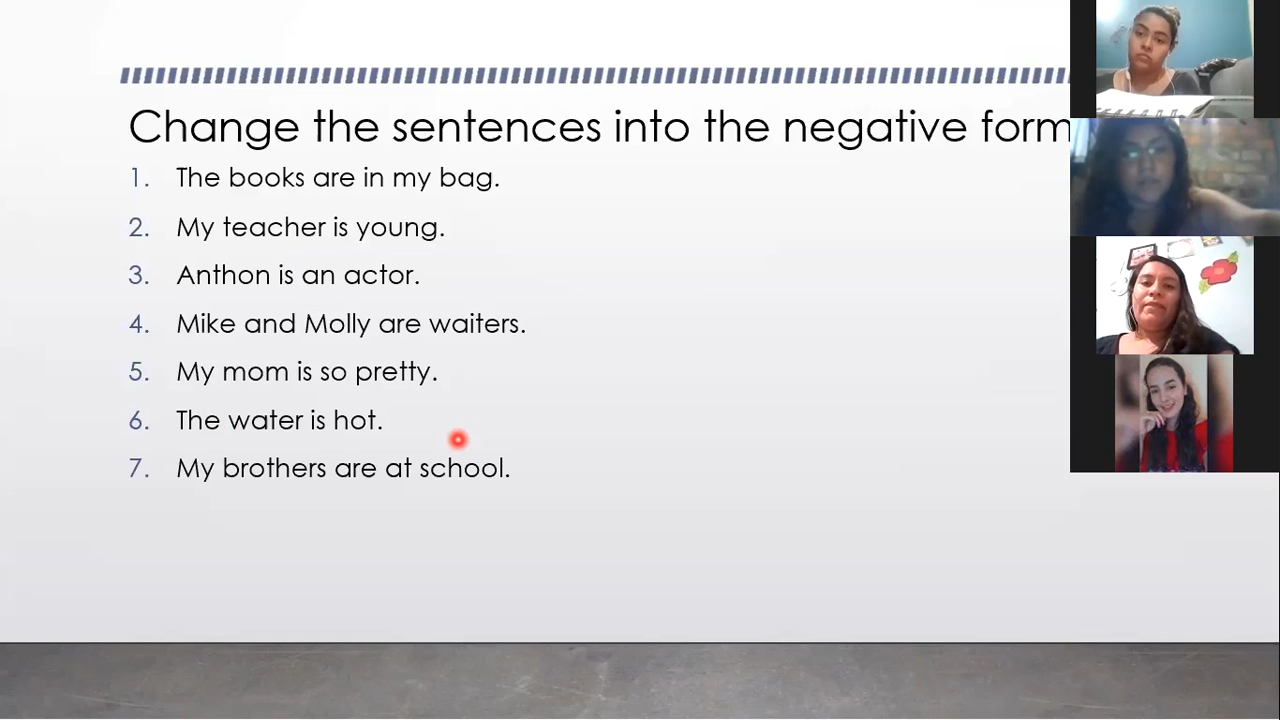 Change the sentences into the negative form
1. The books are in my bag.
2. My teacher is young.
3. Anthon is an actor.
4. Mike and Molly are waiters.
5. My mom is so pretty.
6. The water is hot.
7. My brothers are at school.